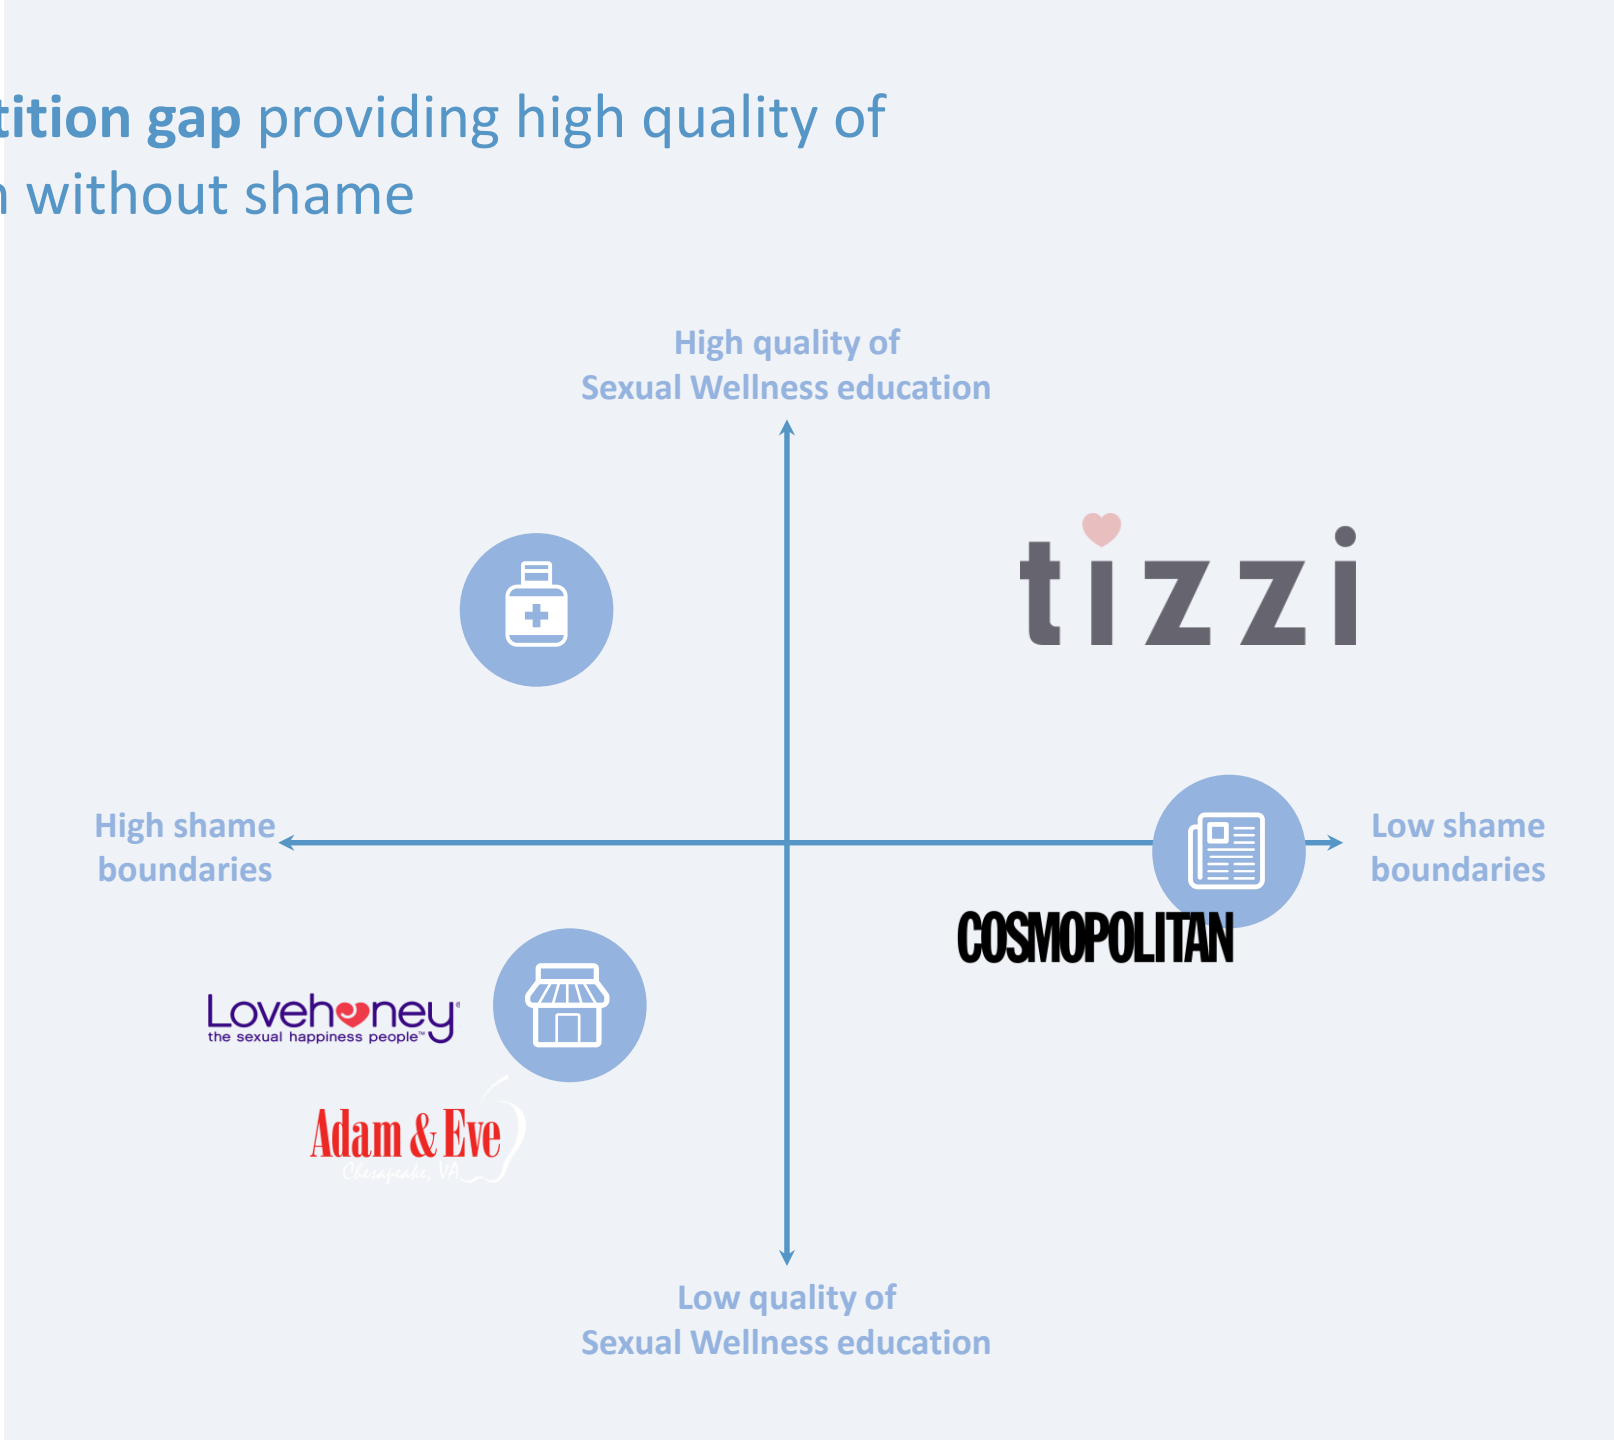 tition gap providing high quality of
n without shame
High quality of
Sexual Wellness education
tizzi
High shame
boundaries
Low shame
boundaries
COSMOPOLITAN
Lovehoney®
the sexual happiness people™
Adam & Eve
Chesapeake, VA
Low quality of
Sexual Wellness education